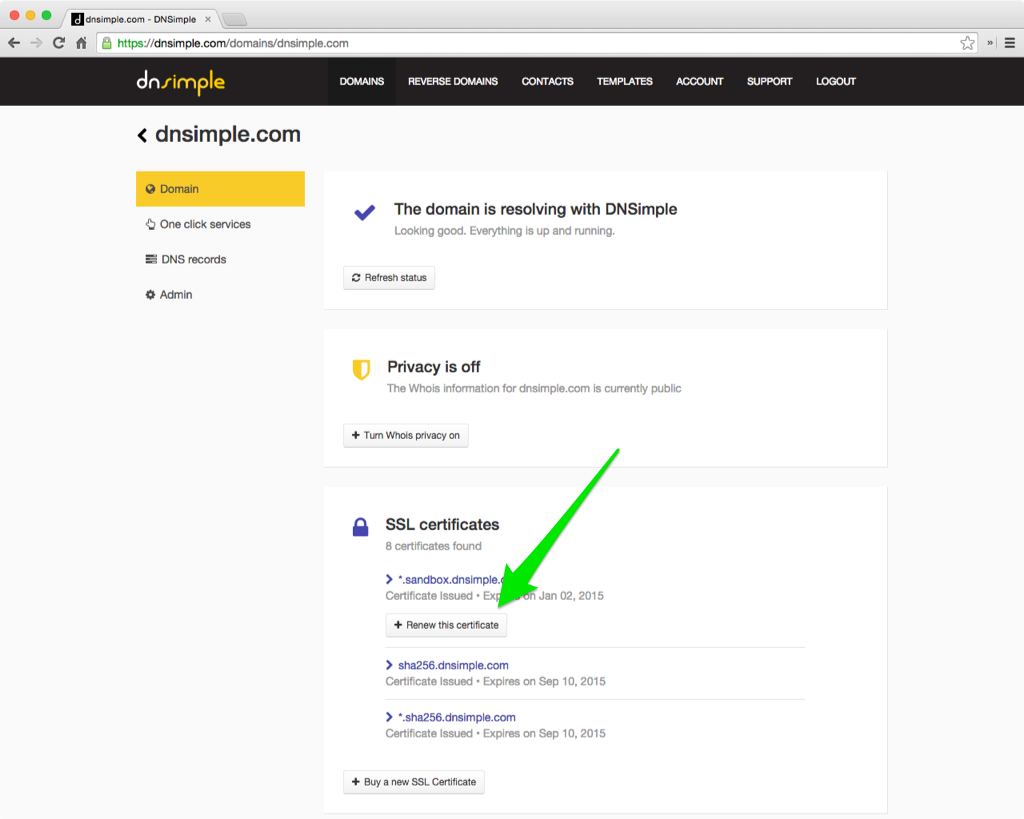 dnsimple.com - DNSimple
https://dnsimple.com/domains/dnsimple.com
dnsimple DOMAINS REVERSE DOMAINS CONTACTS TEMPLATES ACCOUNT SUPPORT LOGOUT
dnsimple.com
Domain
One click services
DNS records
Admin
The domain is resolving with DNSimple
Looking good. Everything is up and running.
Refresh status
Privacy is off
The Whois information for dnsimple.com is currently public
Turn Whois privacy on
SSL certificates
8 certificates found
*.sandbox.dnsimple.
Certificate Issued • on Jan 02, 2015
Renew this certificate
sha256.dnsimple.com
Certificate Issued • Expires on Sep 10, 2015
*.sha256.dnsimple.com
Certificate Issued • Expires on Sep 10, 2015
Buy a new SSL Certificate